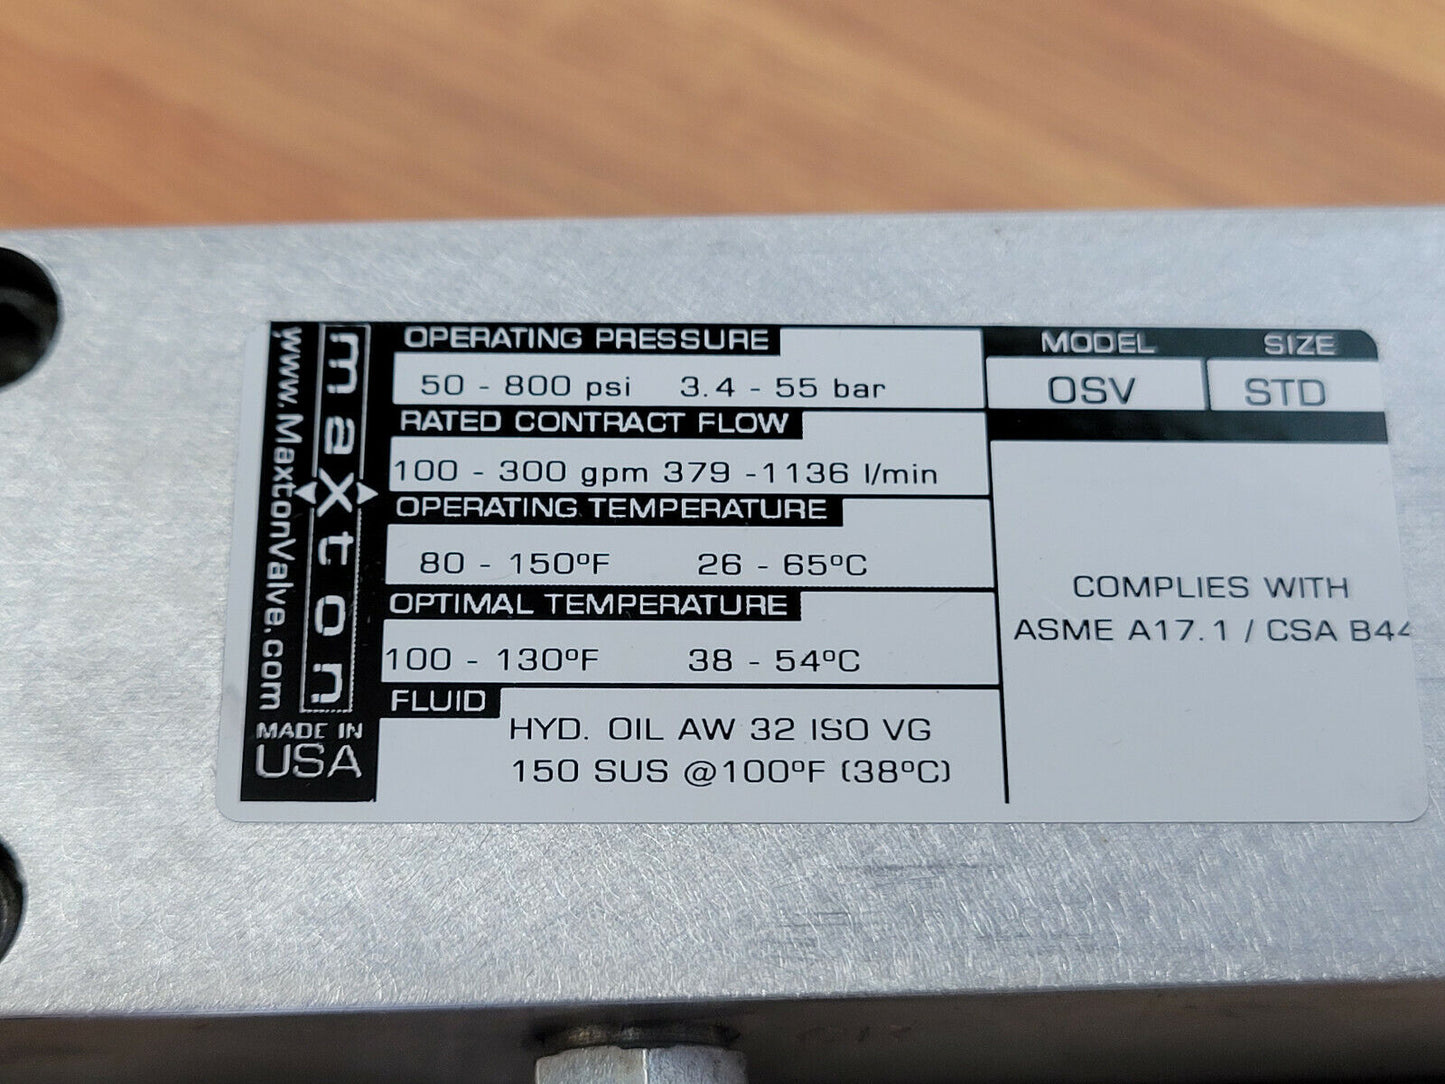 www.MaxtonValve.com
maxton
MADE IN
USA
OPERATING PRESSURE
50 - 800 psi 3.4 - 55 bar
RATED CONTRACT FLOW
100 - 300 gpm 379 -1136 l/min
OPERATING TEMPERATURE
80 - 150ºF 26 - 65ºC
OPTIMAL TEMPERATURE
100 - 130ºF 38 - 54ºC
FLUID
HYD. OIL AW 32 ISO VG
150 SUS @100ºF (38ºC)
MODEL SIZE
OSV STD
COMPLIES WITH
ASME A17.1 / CSA B44